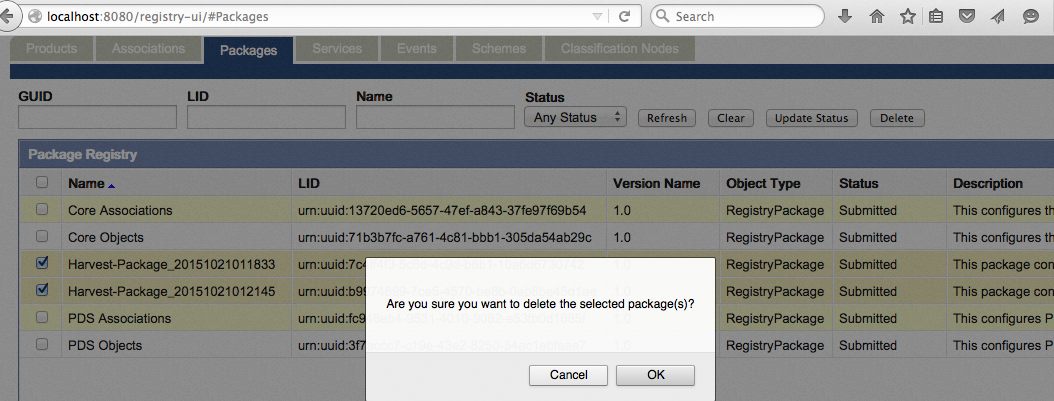 localhost:8080/registry-ui/#Packages
Search
Products Associations Packages Services Events Schemes Classification Nodes
GUID LID Name Status
Any Status Refresh Clear Update Status Delete
Package Registry
Name LID Version Name Object Type Status Description
Core Associations urn:uuid:13720ed6-5657-47ef-a843-37fe97f69b54 1.0 RegistryPackage Submitted This configures th
Core Objects urn:uuid:71b3b7fc-a761-4c81-bbb1-305da54ab29c 1.0 RegistryPackage Submitted This configures th
Harvest-Package_20151021011833 RegistryPackage Submitted This package con
Harvest-Package_20151021012145 RegistryPackage Submitted This package con
PDS Associations RegistryPackage Submitted This configures P
PDS Objects RegistryPackage Submitted This configures P
Are you sure you want to delete the selected package(s)?
Cancel OK